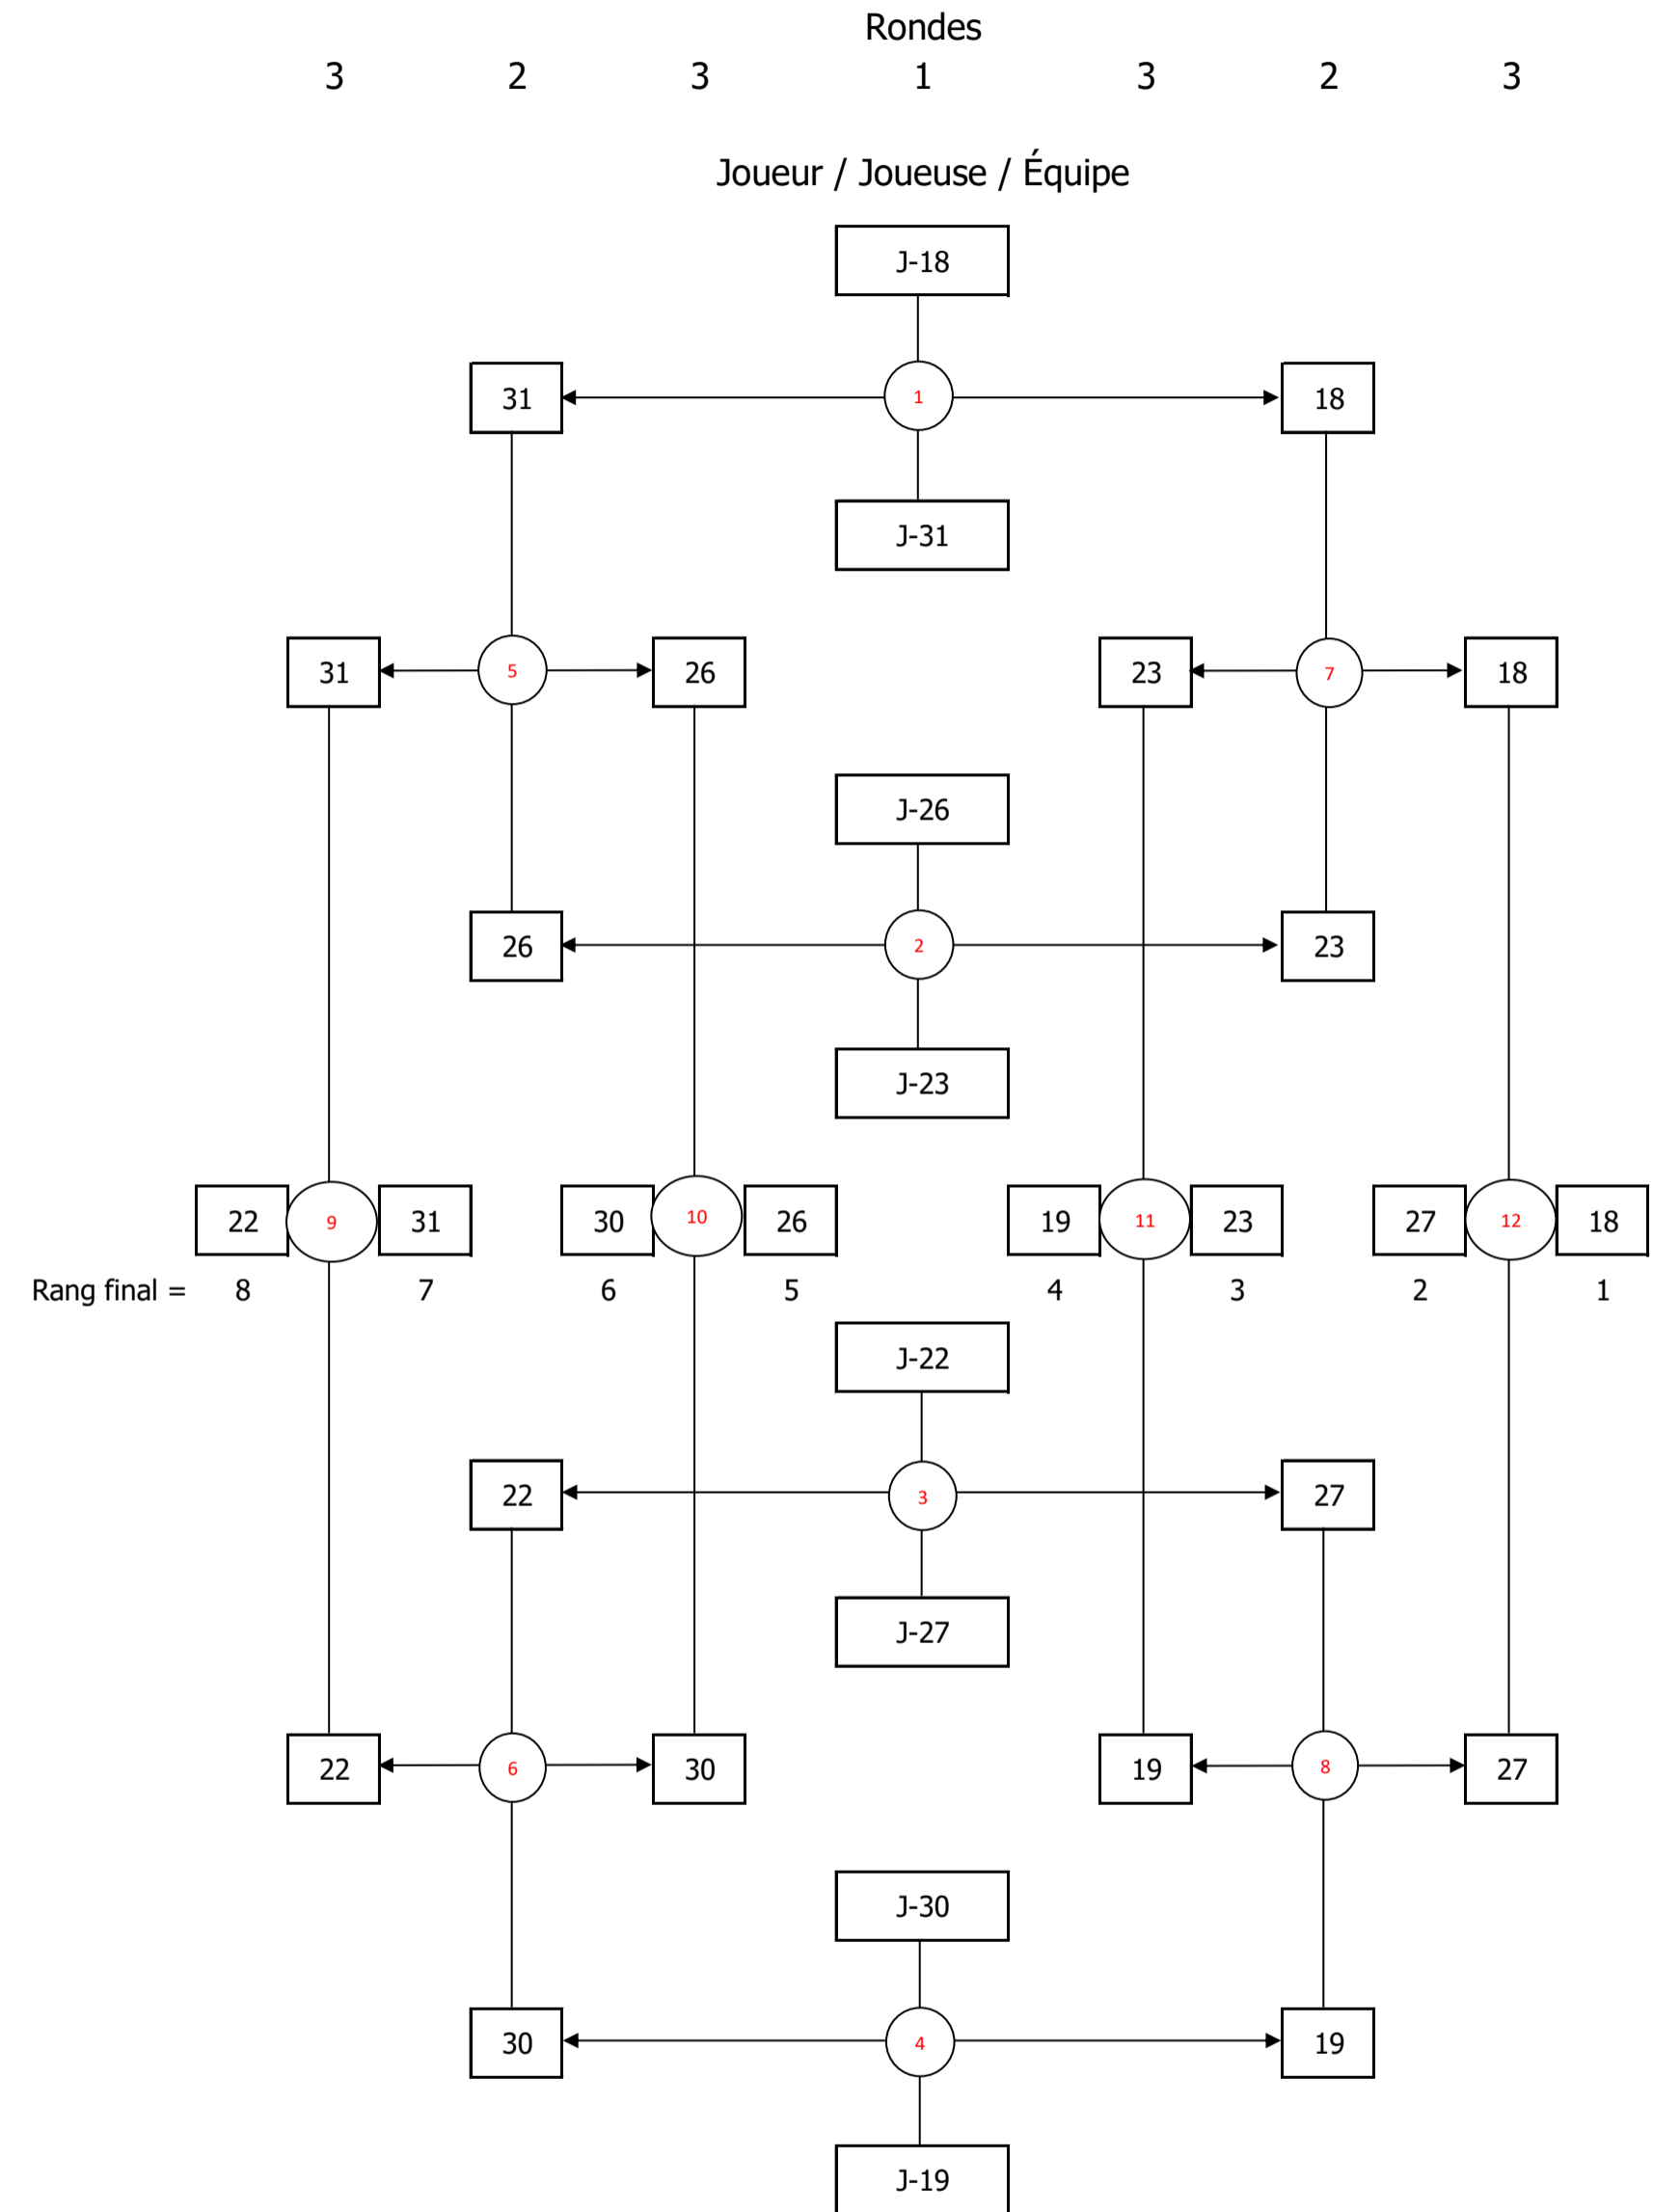 Rondes
3 2 3 1 3 2 3
Joueur / Joueuse / Équipe
J-18
31 1 18
J-31
31 5 26 23 7 18
J-26
26 2 23
J-23
22 9 31 30 10 26 19 11 23 27 12 18
Rang final = 8 7 6 5 4 3 2 1
J-22
22 3 27
J-27
22 6 30 19 8 27
J-30
30 4 19
J-19